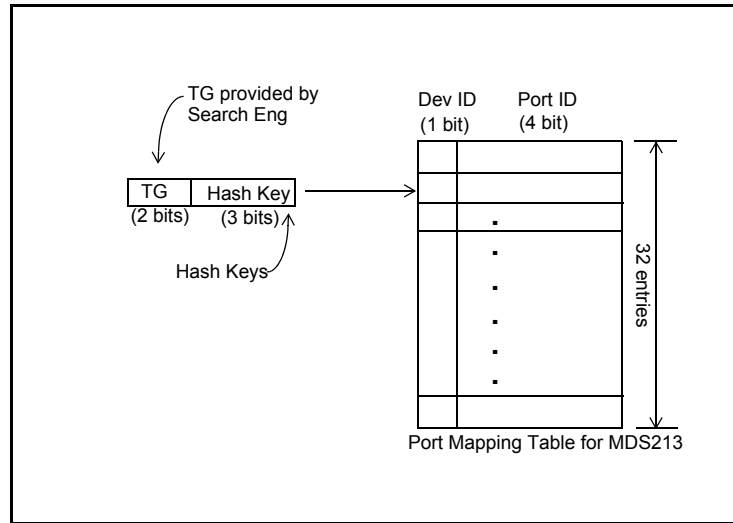 TG provided by
Search Eng
Dev ID
(1 bit)
Port ID
(4 bit)
TG
Hash Key
(2 bits)
(3 bits)
Hash Keys
32 entries
Port Mapping Table for MDS213